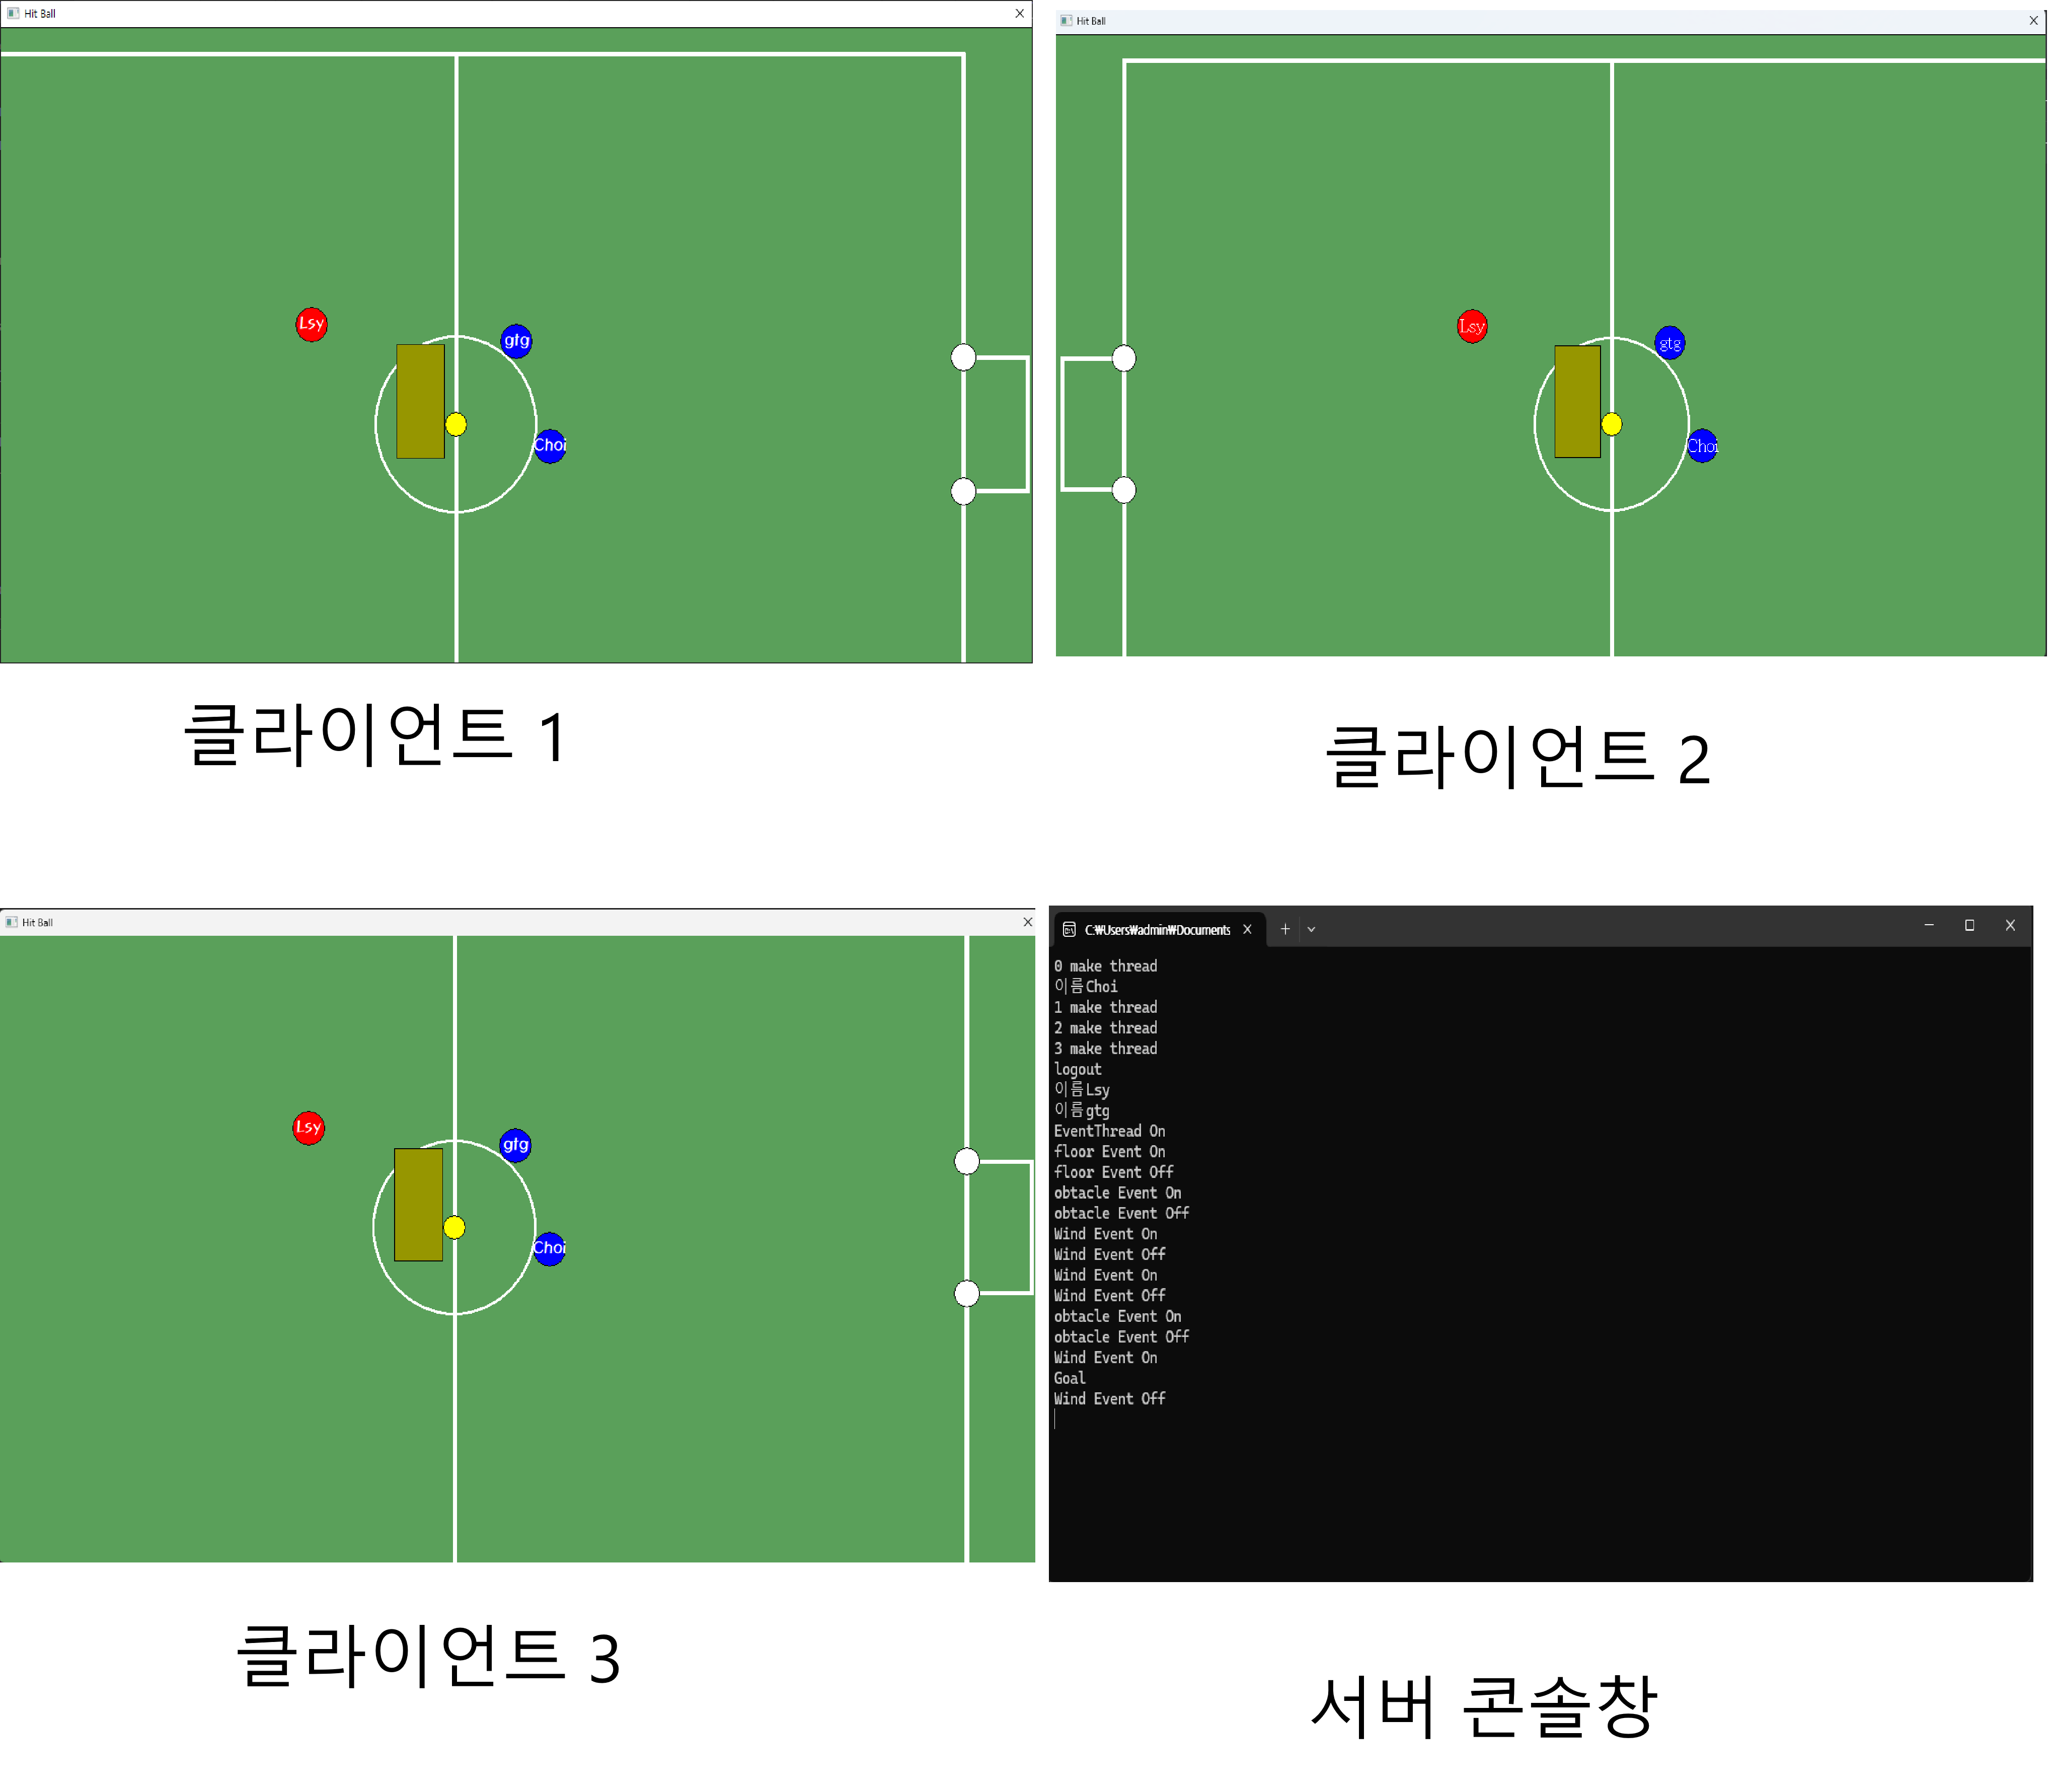 Hit Ball
Lsy
gtg
Choi
클라이언트 1
Hit Ball
Lsy
gtg
Choi
클라이언트 2
Hit Ball
Lsy
gtg
Choi
클라이언트 3
C:₩Users₩admin₩Documents
0 make thread
이름Choi
1 make thread
2 make thread
3 make thread
logout
이름Lsy
이름gtg
EventThread On
floor Event On
floor Event Off
obtacle Event On
obtacle Event Off
Wind Event On
Wind Event Off
Wind Event On
Wind Event Off
obtacle Event On
obtacle Event Off
Wind Event On
Goal
Wind Event Off
서버 콘솔창